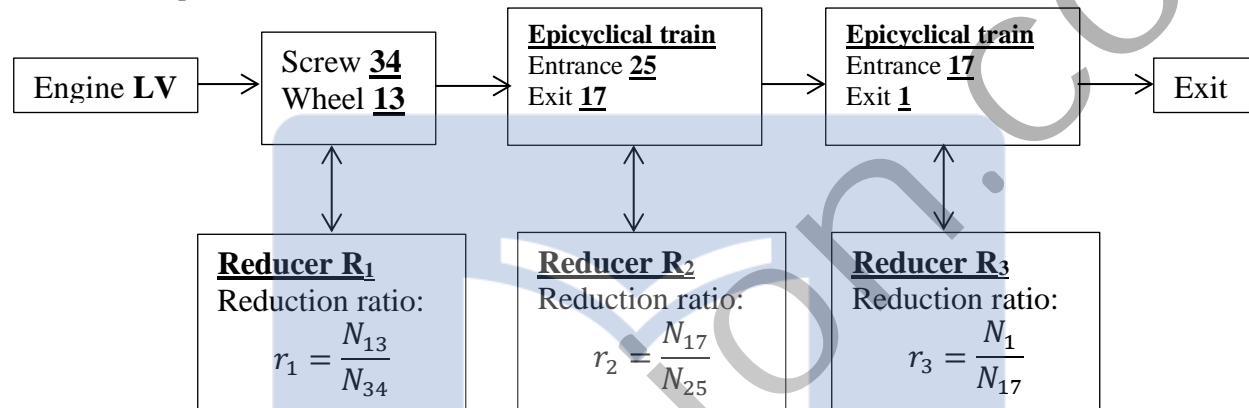 Engine LV
Screw 34
Wheel 13
Epicyclical train
Entrance 25
Exit 17
Epicyclical train
Entrance 17
Exit 1
Exit
Reducer R1
Reduction ratio:
r₁ = N₁₃/N₃₄
Reducer R2
Reduction ratio:
r₂ = N₁₇/N₂₅
Reducer R3
Reduction ratio:
r₃ = N₁/N₁₇